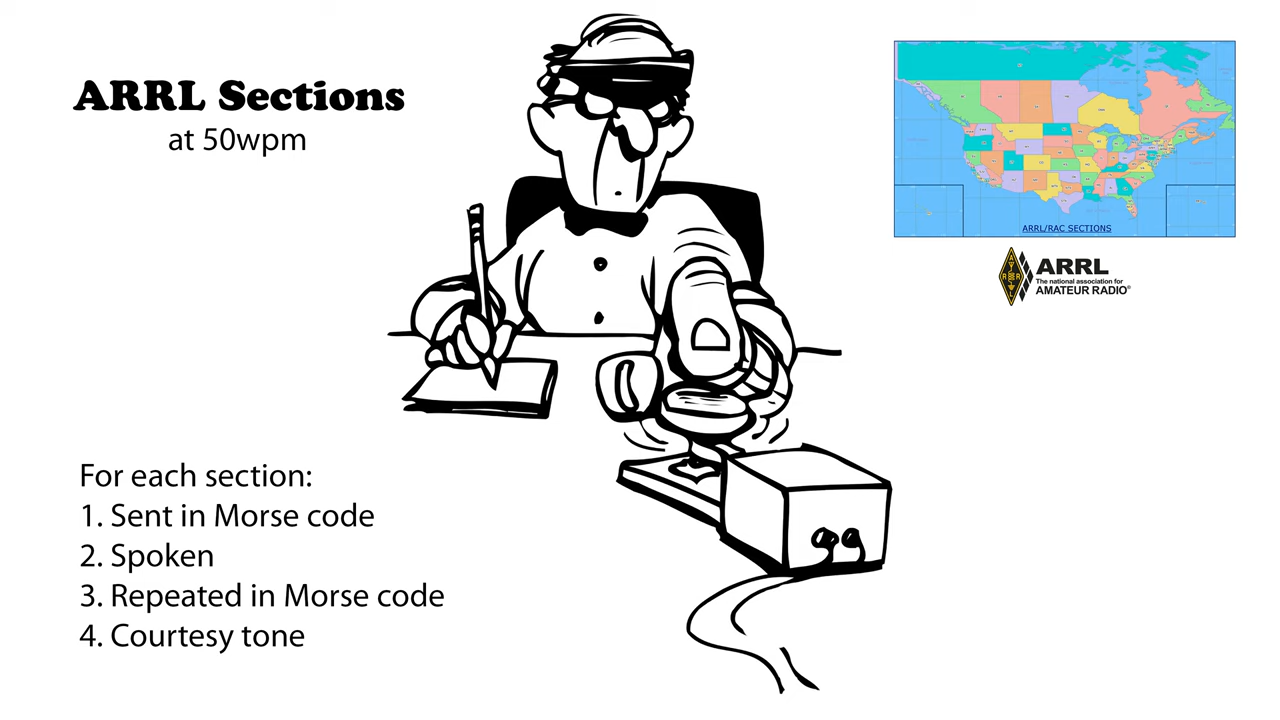 ARRL Sections
at 50wpm
ARRL/RAC SECTIONS
ARRL
The national association for
AMATEUR RADIO®
For each section:
1. Sent in Morse code
2. Spoken
3. Repeated in Morse code
4. Courtesy tone